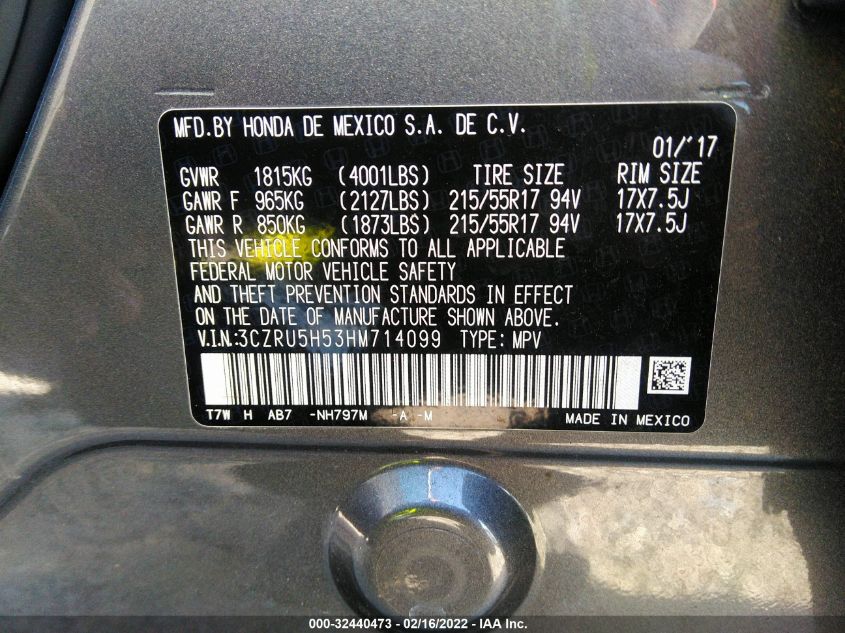 MFD.BY HONDA DE MEXICO S.A. DE C.V.
01/'17
GVWR 1815KG (4001LBS) TIRE SIZE RIM SIZE
GAWR F 965KG (2127LBS) 215/55R17 94V 17X7.5J
GAWR R 850KG (1873LBS) 215/55R17 94V 17X7.5J
THIS VEHICLE CONFORMS TO ALL APPLICABLE
FEDERAL MOTOR VEHICLE SAFETY
AND THEFT PREVENTION STANDARDS IN EFFECT
ON THE DATE OF MANUFACTURE SHOWN ABOVE.
V.I.N:3CZRU5H53HM714099 TYPE: MPV
T7W H AB7 -NH797M -A -M
MADE IN MEXICO
000-32440473 - 02/16/2022 - IAA Inc.